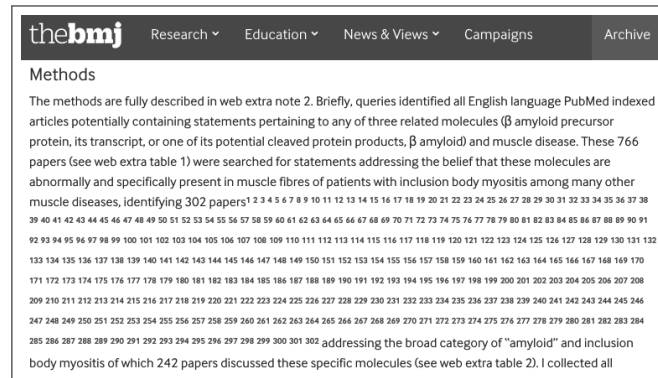 thebmj Research Education News & Views Campaigns Archive
Methods
The methods are fully described in web extra note 2. Briefly, queries identified all English language PubMed indexed
articles potentially containing statements pertaining to any of three related molecules (β amyloid precursor
protein, its transcript, or one of its potential cleaved protein products, β amyloid) and muscle disease. These 766
papers (see web extra table 1) were searched for statements addressing the belief that these molecules are
abnormally and specifically present in muscle fibres of patients with inclusion body myositis among many other
muscle diseases, identifying 302 papers1 2 3 4 5 6 7 8 9 10 11 12 13 14 15 16 17 18 19 20 21 22 23 24 25 26 27 28 29 30 31 32 33 34 35 36 37 38
39 40 41 42 43 44 45 46 47 48 49 50 51 52 53 54 55 56 57 58 59 60 61 62 63 64 65 66 67 68 69 70 71 72 73 74 75 76 77 78 79 80 81 82 83 84 85 86 87 88 89 90 91
92 93 94 95 96 97 98 99 100 101 102 103 104 105 106 107 108 109 110 111 112 113 114 115 116 117 118 119 120 121 122 123 124 125 126 127 128 129 130 131 132
133 134 135 136 137 138 139 140 141 142 143 144 145 146 147 148 149 150 151 152 153 154 155 156 157 158 159 160 161 162 163 164 165 166 167 168 169 170
171 172 173 174 175 176 177 178 179 180 181 182 183 184 185 186 187 188 189 190 191 192 193 194 195 196 197 198 199 200 201 202 203 204 205 206 207 208
209 210 211 212 213 214 215 216 217 218 219 220 221 222 223 224 225 226 227 228 229 230 231 232 233 234 235 236 237 238 239 240 241 242 243 244 245 246
247 248 249 250 251 252 253 254 255 256 257 258 259 260 261 262 263 264 265 266 267 268 269 270 271 272 273 274 275 276 277 278 279 280 281 282 283 284
285 286 287 288 289 290 291 292 293 294 295 296 297 298 299 300 301 302 addressing the broad category of "amyloid" and inclusion
body myositis of which 242 papers discussed these specific molecules (see web extra table 2). I collected all